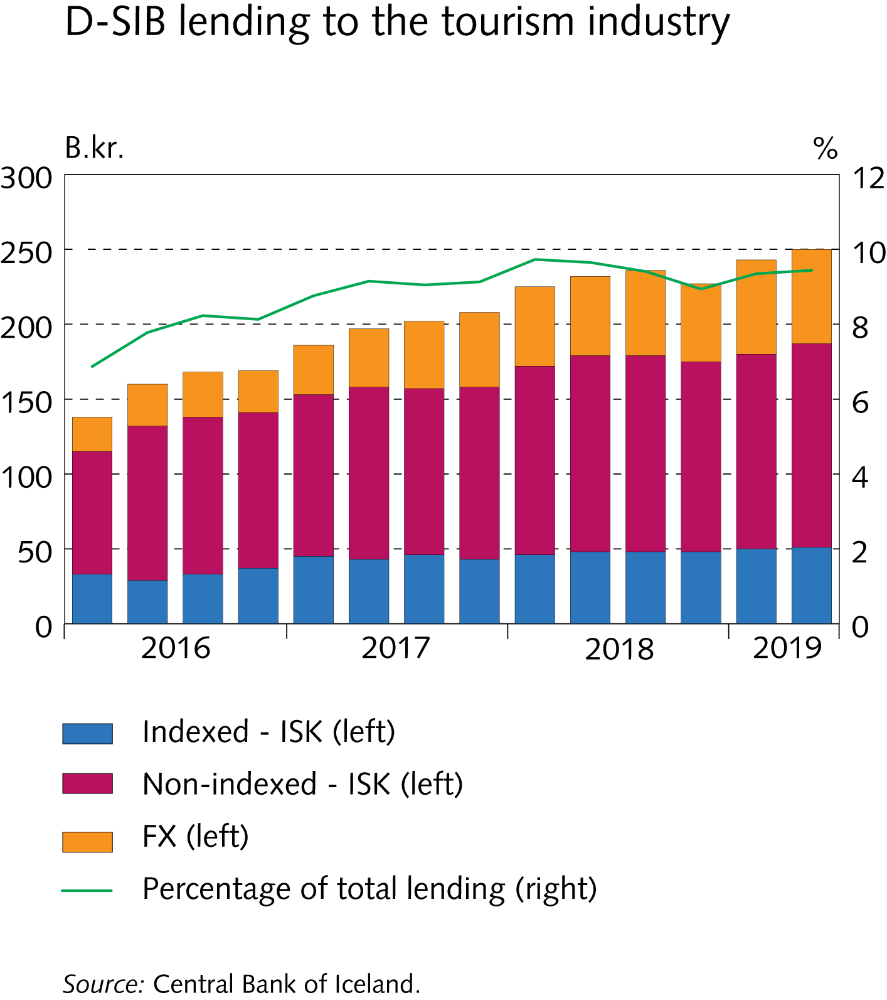 D-SIB lending to the tourism industry
B.kr. %
300 12
250 10
200 8
150 6
100 4
50 2
0 0
2016 2017 2018 2019
Indexed - ISK (left)
Non-indexed - ISK (left)
FX (left)
Percentage of total lending (right)
Source: Central Bank of Iceland.